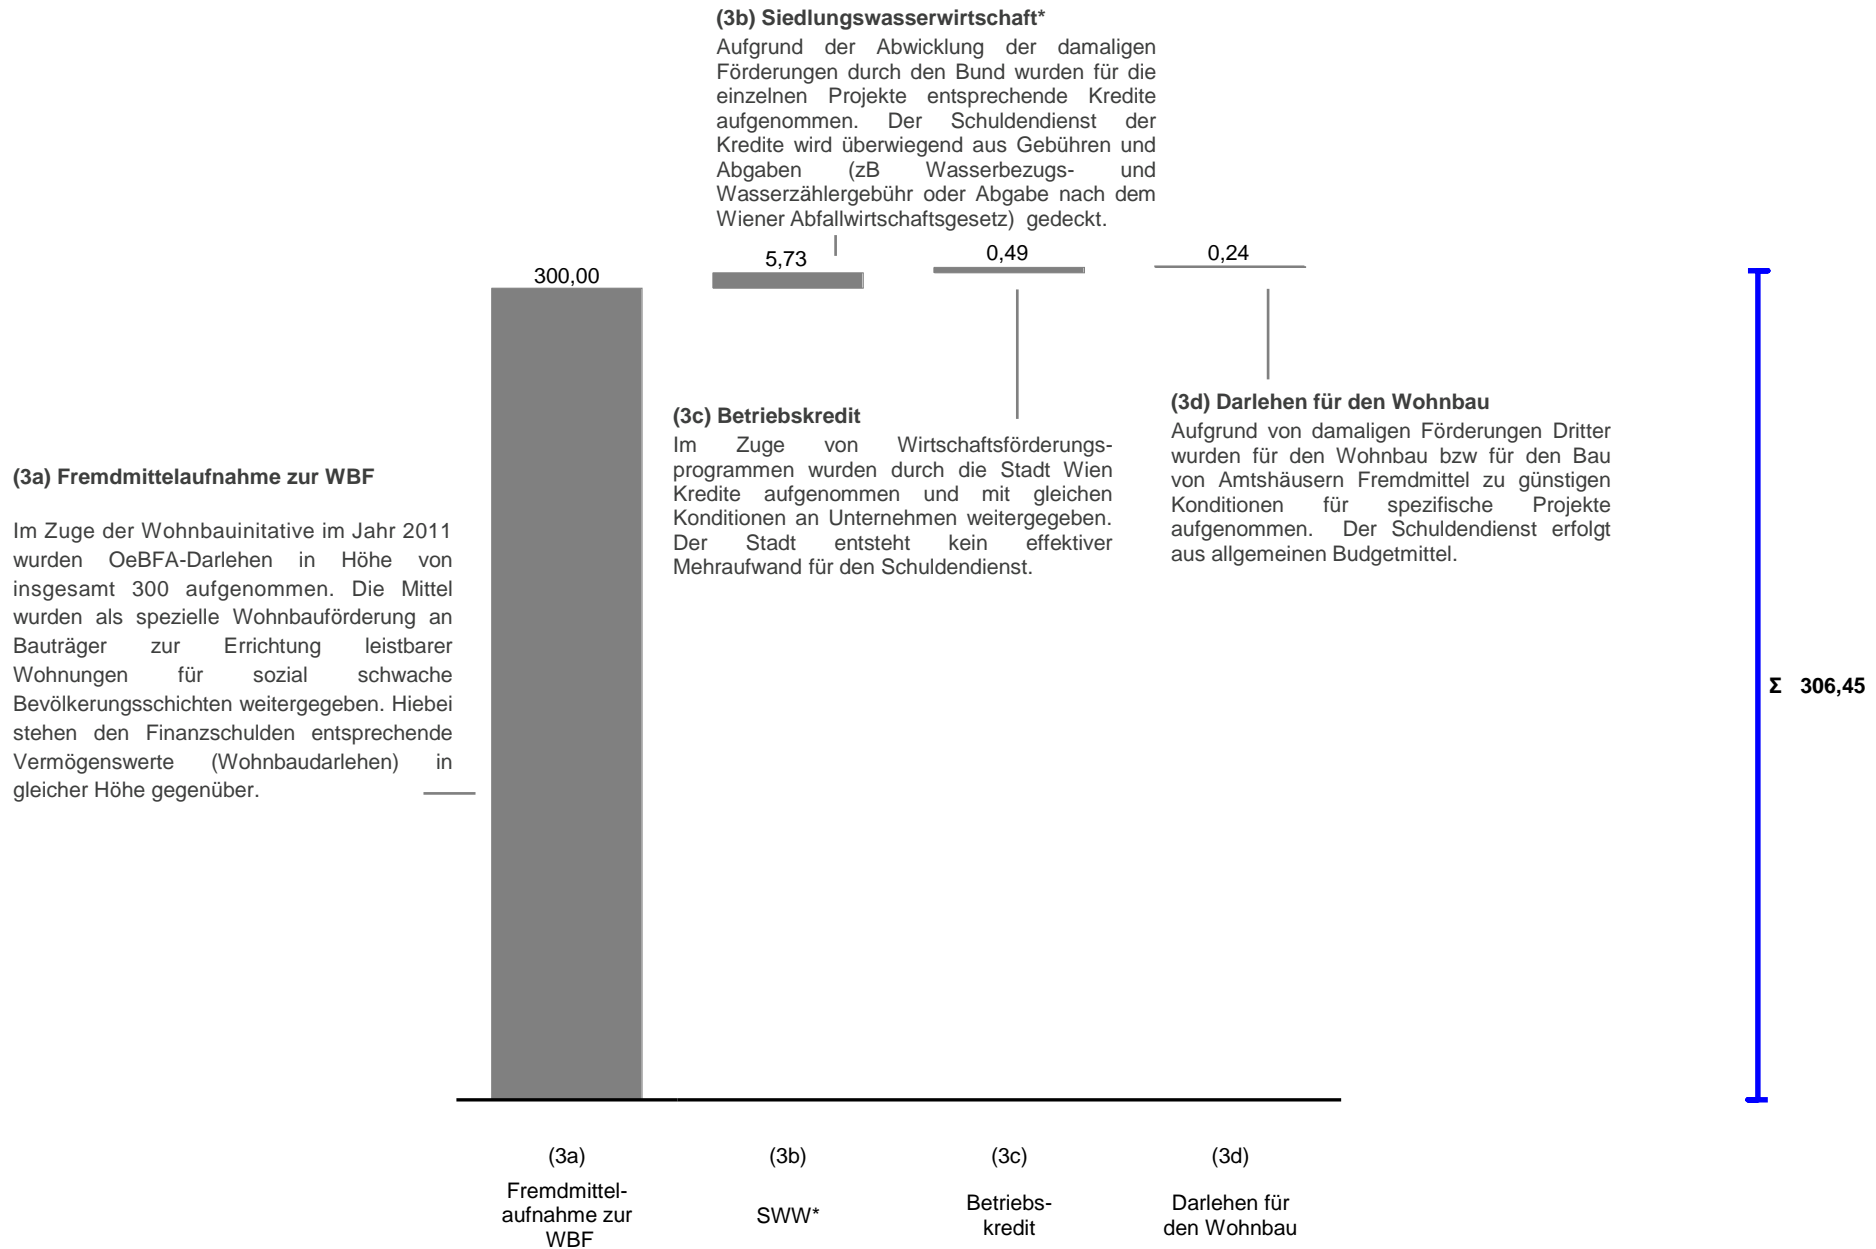 (3b) Siedlungswasserwirtschaft*
Aufgrund der Abwicklung der damaligen
Förderungen durch den Bund wurden für die
einzelnen Projekte entsprechende Kredite
aufgenommen. Der Schuldendienst der
Kredite wird überwiegend aus Gebühren und
Abgaben (zB Wasserbezugs- und
Wasserzählergebühr oder Abgabe nach dem
Wiener Abfallwirtschaftsgesetz) gedeckt.
300,00
5,73
0,49
0,24
(3a) Fremdmittelaufnahme zur WBF
Im Zuge der Wohnbauinitative im Jahr 2011
wurden OeBFA-Darlehen in Höhe von
insgesamt 300 aufgenommen. Die Mittel
wurden als spezielle Wohnbauförderung an
Bauträger zur Errichtung leistbarer
Wohnungen für sozial schwache
Bevölkerungsschichten weitergegeben. Hiebei
stehen den Finanzschulden entsprechende
Vermögenswerte (Wohnbaudarlehen) in
gleicher Höhe gegenüber.
(3c) Betriebskredit
Im Zuge von Wirtschaftsförderungs-
programmen wurden durch die Stadt Wien
Kredite aufgenommen und mit gleichen
Konditionen an Unternehmen weitergegeben.
Der Stadt entsteht kein effektiver
Mehraufwand für den Schuldendienst.
(3d) Darlehen für den Wohnbau
Aufgrund von damaligen Förderungen Dritter
wurden für den Wohnbau bzw für den Bau
von Amtshäusern Fremdmittel zu günstigen
Konditionen für spezifische Projekte
aufgenommen. Der Schuldendienst erfolgt
aus allgemeinen Budgetmittel.
Σ 306,45
(3a)
Fremdmittel-
aufnahme zur
WBF
(3b)
SWW*
(3c)
Betriebs-
kredit
(3d)
Darlehen für
den Wohnbau